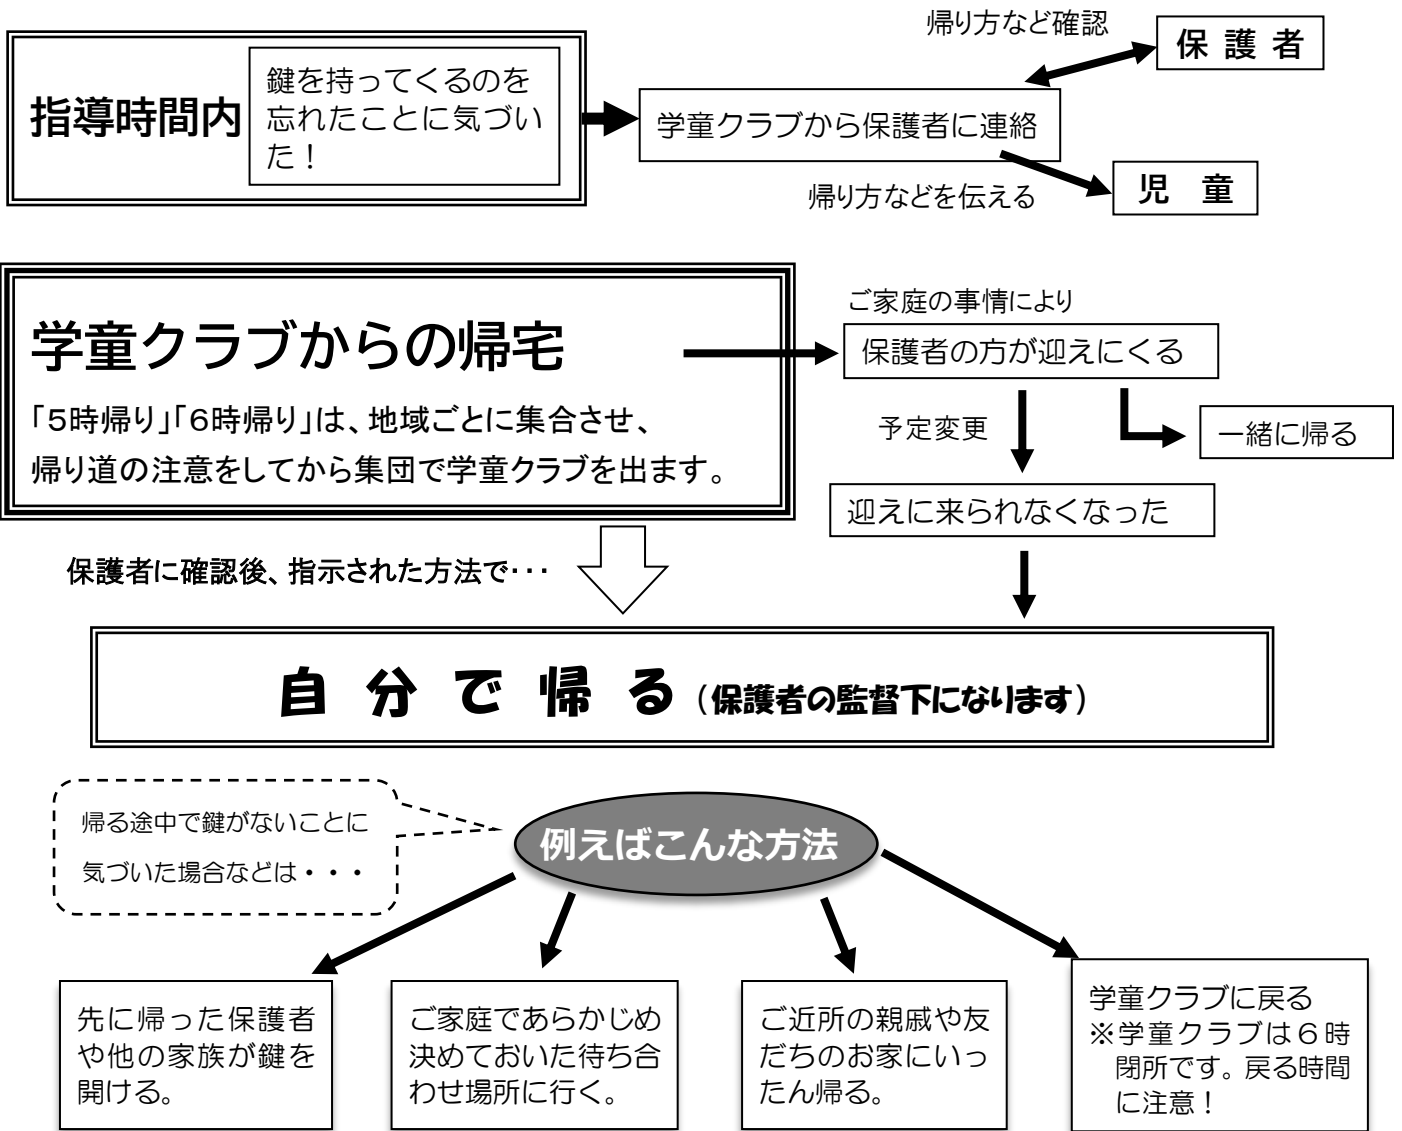 帰り方など確認
保 護 者
指導時間内
鍵を持ってくるのを
忘れたことに気づい
た！
学童クラブから保護者に連絡
帰り方などを伝える
児 童
学童クラブからの帰宅
「５時帰り」「６時帰り」は、地域ごとに集合させ、
帰り道の注意をしてから集団で学童クラブを出ます。
ご家庭の事情により
保護者の方が迎えにくる
予定変更
一緒に帰る
迎えに来られなくなった
保護者に確認後、指示された方法で・・・
自 分 で 帰 る（保護者の監督下になります）
帰る途中で鍵がないことに
気づいた場合などは・・・
例えばこんな方法
先に帰った保護者
や他の家族が鍵を
開ける。
ご家庭であらかじめ
決めておいた待ち合
わせ場所に行く。
ご近所の親戚や友
だちのお家にいっ
たん帰る。
学童クラブに戻る
※学童クラブは６時
閉所です。戻る時間
に注意！